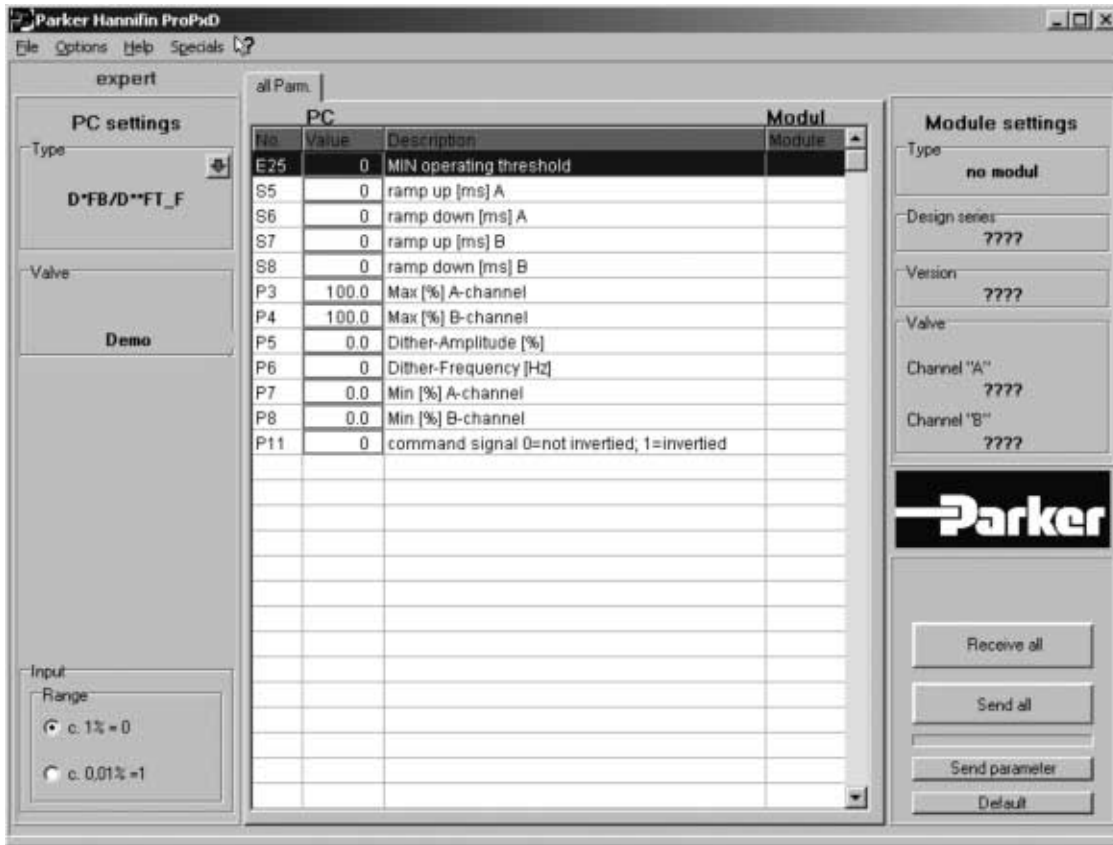 Parker Hannifin ProPxD
File Options Help Specials ?
expert
all Parm.
PC settings
Type
D*FB/D**FT_F
Valve
Demo
Input
Range
c. 1% = 0
c. 0,01% =1
PC Modul
No. Value Description Module
E25 0 MIN operating threshold
S5 0 ramp up [ms] A
S6 0 ramp down [ms] A
S7 0 ramp up [ms] B
S8 0 ramp down [ms] B
P3 100.0 Max [%] A-channel
P4 100.0 Max [%] B-channel
P5 0.0 Dither-Amplitude [%]
P6 0 Dither-Frequency [Hz]
P7 0.0 Min [%] A-channel
P8 0.0 Min [%] B-channel
P11 0 command signal 0=not invertied; 1=invertied
Module settings
Type
no modul
Design series
????
Version
????
Valve
Channel "A"
????
Channel "B"
????
Parker
Receive all
Send all
Send parameter
Default